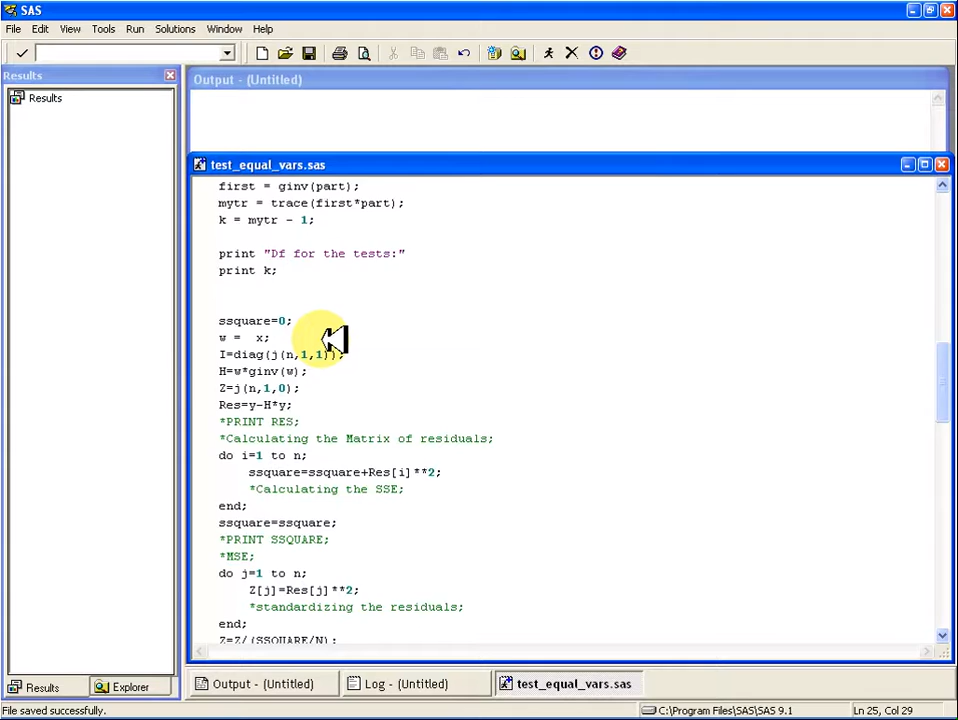 SAS
File Edit View Tools Run Solutions Window Help
Results
Results
Output - (Untitled)
test_equal_vars.sas
first = ginv(part);
mytr = trace(first*part);
k = mytr - 1;
print "Df for the tests:"
print k;
ssquare=0;
w = x;
I=diag(j(n,1,1));
H=w*ginv(w);
Z=j(n,1,0);
Res=y-H*y;
*PRINT RES;
*Calculating the Matrix of residuals;
do i=1 to n;
ssquare=ssquare+Res[i]**2;
*Calculating the SSE;
end;
ssquare=ssquare;
*PRINT SSQUARE;
*MSE;
do j=1 to n;
Z[j]=Res[j]**2;
*standardizing the residuals;
end;
Z=Z/(SSQUARE/N);
Results Explorer
Output - (Untitled) Log - (Untitled) test_equal_vars.sas
File saved successfully. C:\Program Files\SAS\SAS 9.1 Ln 25, Col 29